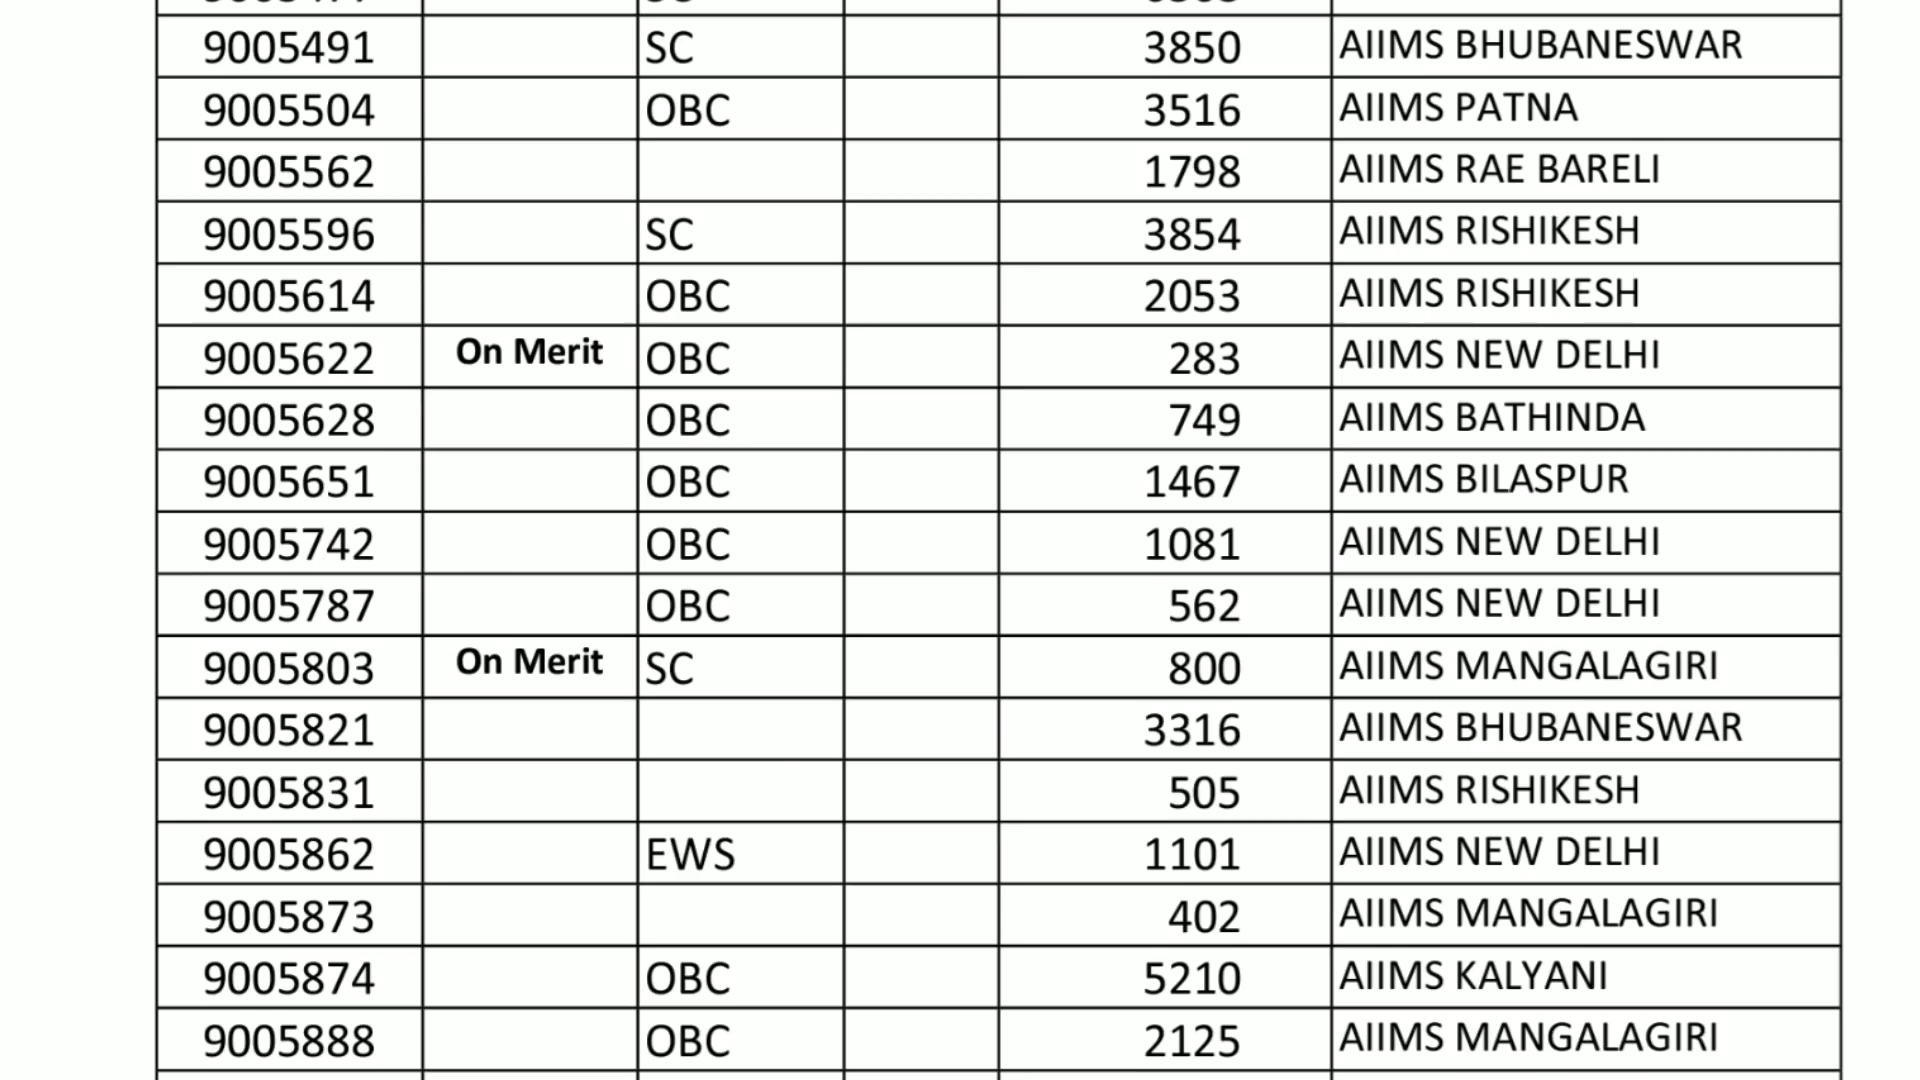 9005491 SC 3850 AIIMS BHUBANESWAR
9005504 OBC 3516 AIIMS PATNA
9005562 1798 AIIMS RAE BARELI
9005596 SC 3854 AIIMS RISHIKESH
9005614 OBC 2053 AIIMS RISHIKESH
9005622 On Merit OBC 283 AIIMS NEW DELHI
9005628 OBC 749 AIIMS BATHINDA
9005651 OBC 1467 AIIMS BILASPUR
9005742 OBC 1081 AIIMS NEW DELHI
9005787 OBC 562 AIIMS NEW DELHI
9005803 On Merit SC 800 AIIMS MANGALAGIRI
9005821 3316 AIIMS BHUBANESWAR
9005831 505 AIIMS RISHIKESH
9005862 EWS 1101 AIIMS NEW DELHI
9005873 402 AIIMS MANGALAGIRI
9005874 OBC 5210 AIIMS KALYANI
9005888 OBC 2125 AIIMS MANGALAGIRI